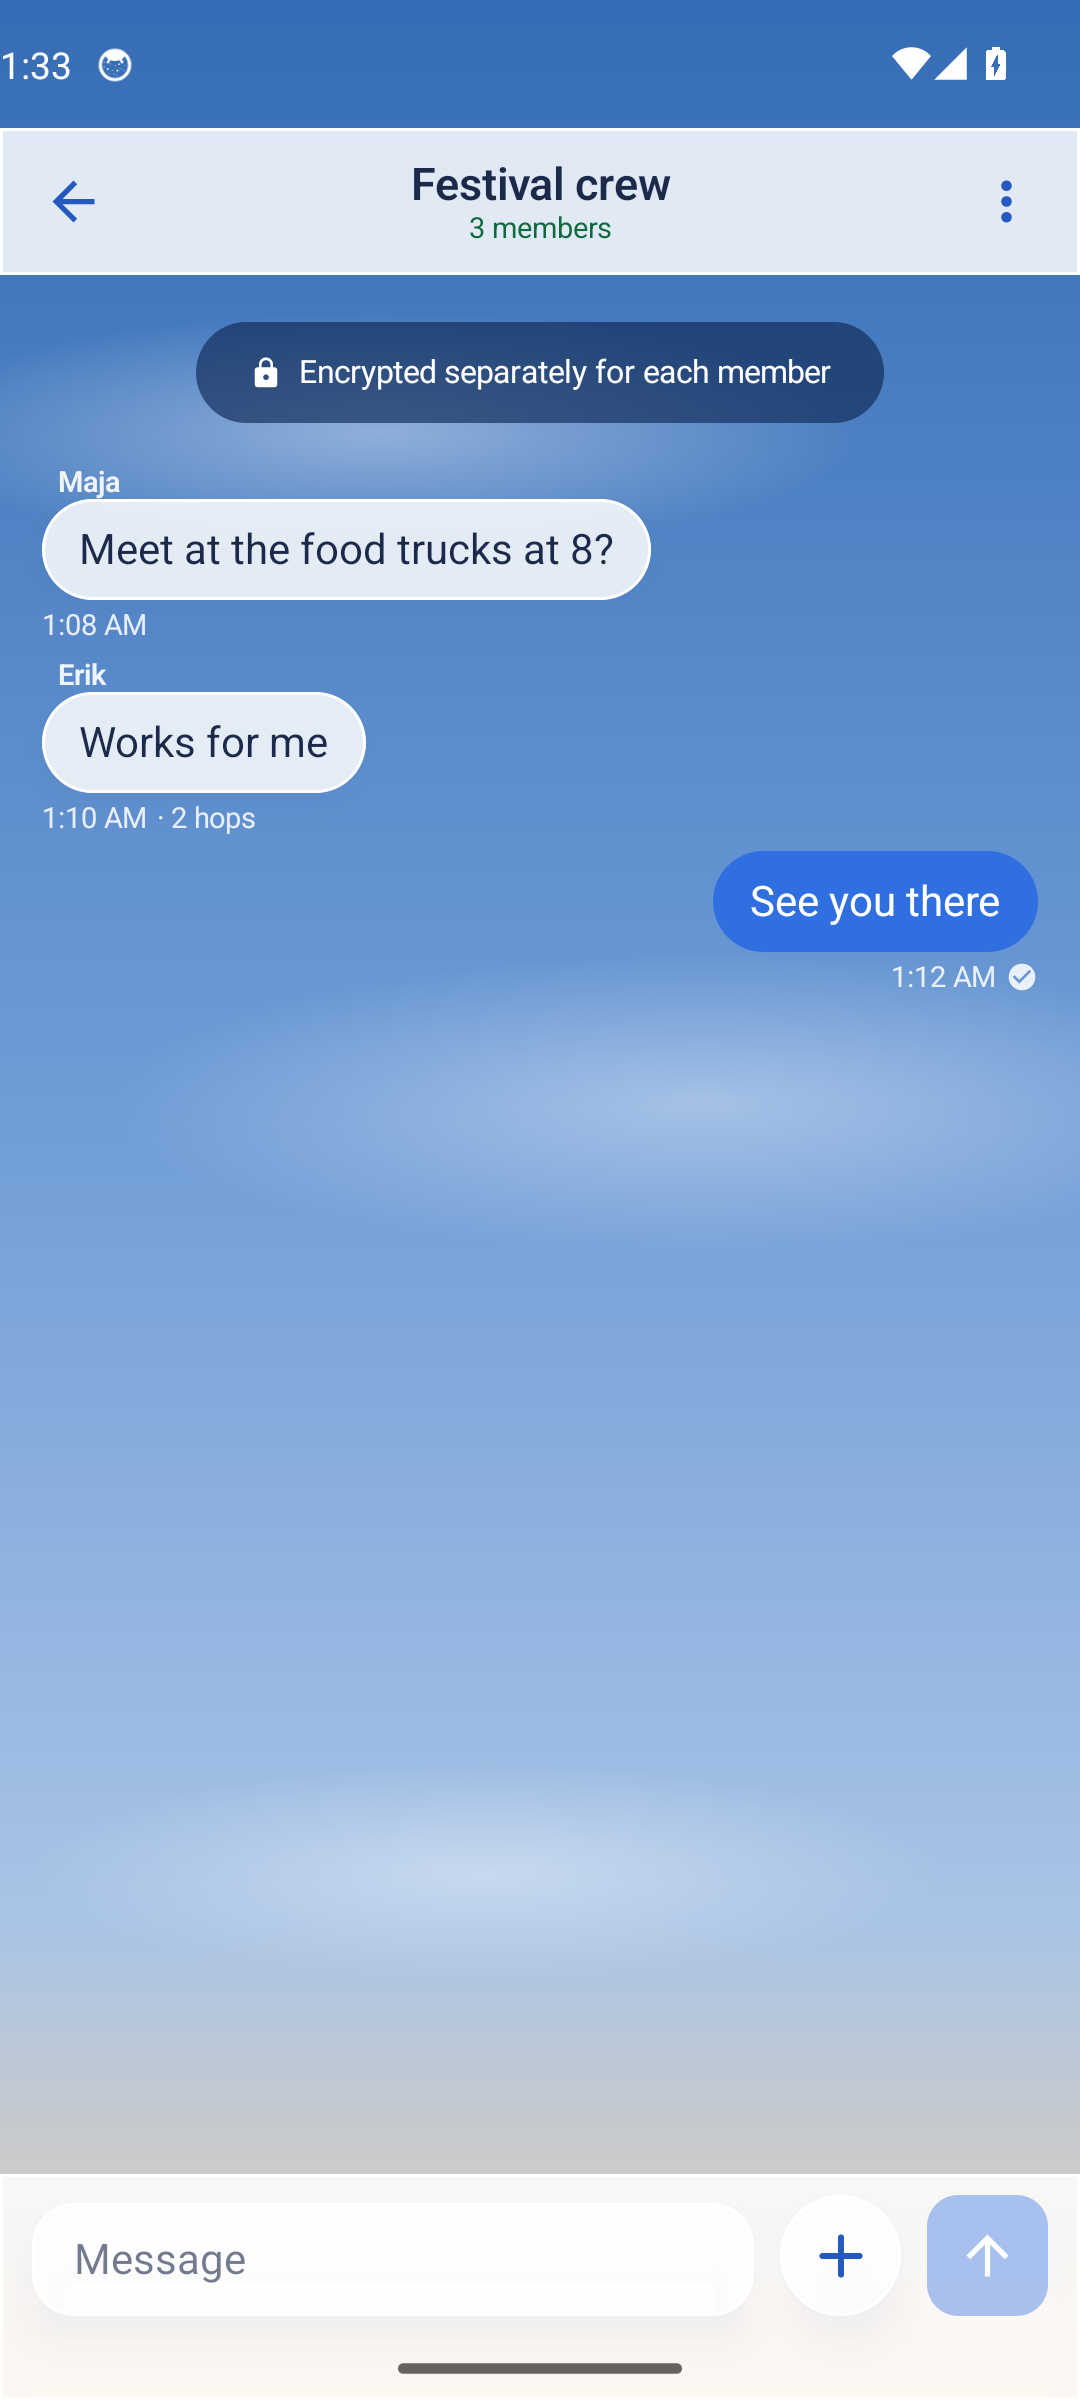 1:33
Festival crew
3 members
Encrypted separately for each member
Maja
Meet at the food trucks at 8?
1:08 AM
Erik
Works for me
1:10 AM · 2 hops
See you there
1:12 AM
Message